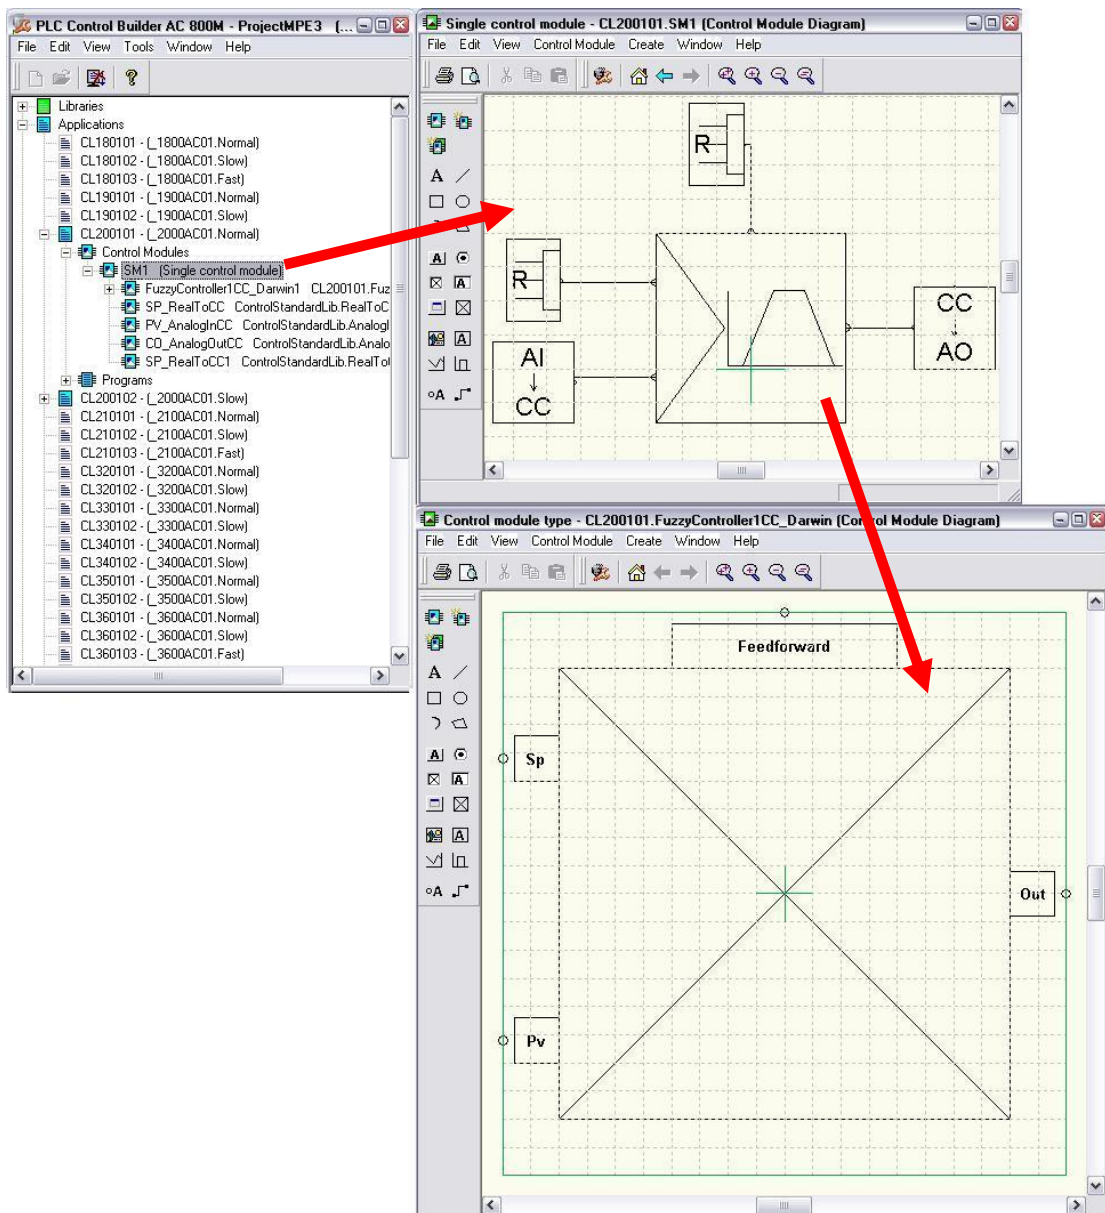 PLC Control Builder AC 800M - ProjectMPE3 (...
File Edit View Tools Window Help
Libraries
Applications
CL180101 - (_1800AC01.Normal)
CL180102 - (_1800AC01.Slow)
CL180103 - (_1800AC01.Fast)
CL190101 - (_1900AC01.Normal)
CL190102 - (_1900AC01.Slow)
CL200101 - (_2000AC01.Normal)
Control Modules
SM1 (Single control module)
FuzzyController1CC_Darwin1 CL200101.Fuz
SP_RealToCC ControlStandardLib.RealToC
PV_AnalogInCC ControlStandardLib.AnalogI
CO_AnalogOutCC ControlStandardLib.Analo
SP_RealToCC1 ControlStandardLib.RealTo
Programs
CL200102 - (_2000AC01.Slow)
CL210101 - (_2100AC01.Normal)
CL210102 - (_2100AC01.Slow)
CL210103 - (_2100AC01.Fast)
CL320101 - (_3200AC01.Normal)
CL320102 - (_3200AC01.Slow)
CL330101 - (_3300AC01.Normal)
CL330102 - (_3300AC01.Slow)
CL340101 - (_3400AC01.Normal)
CL340102 - (_3400AC01.Slow)
CL350101 - (_3500AC01.Normal)
CL350102 - (_3500AC01.Slow)
CL360101 - (_3600AC01.Normal)
CL360102 - (_3600AC01.Slow)
CL360103 - (_3600AC01.Fast)
Single control module - CL200101.SM1 (Control Module Diagram)
File Edit View Control Module Create Window Help
R
R
AI
CC
CC
AO
Control module type - CL200101.FuzzyController1CC_Darwin (Control Module Diagram)
File Edit View Control Module Create Window Help
Feedforward
Sp
Out
Pv